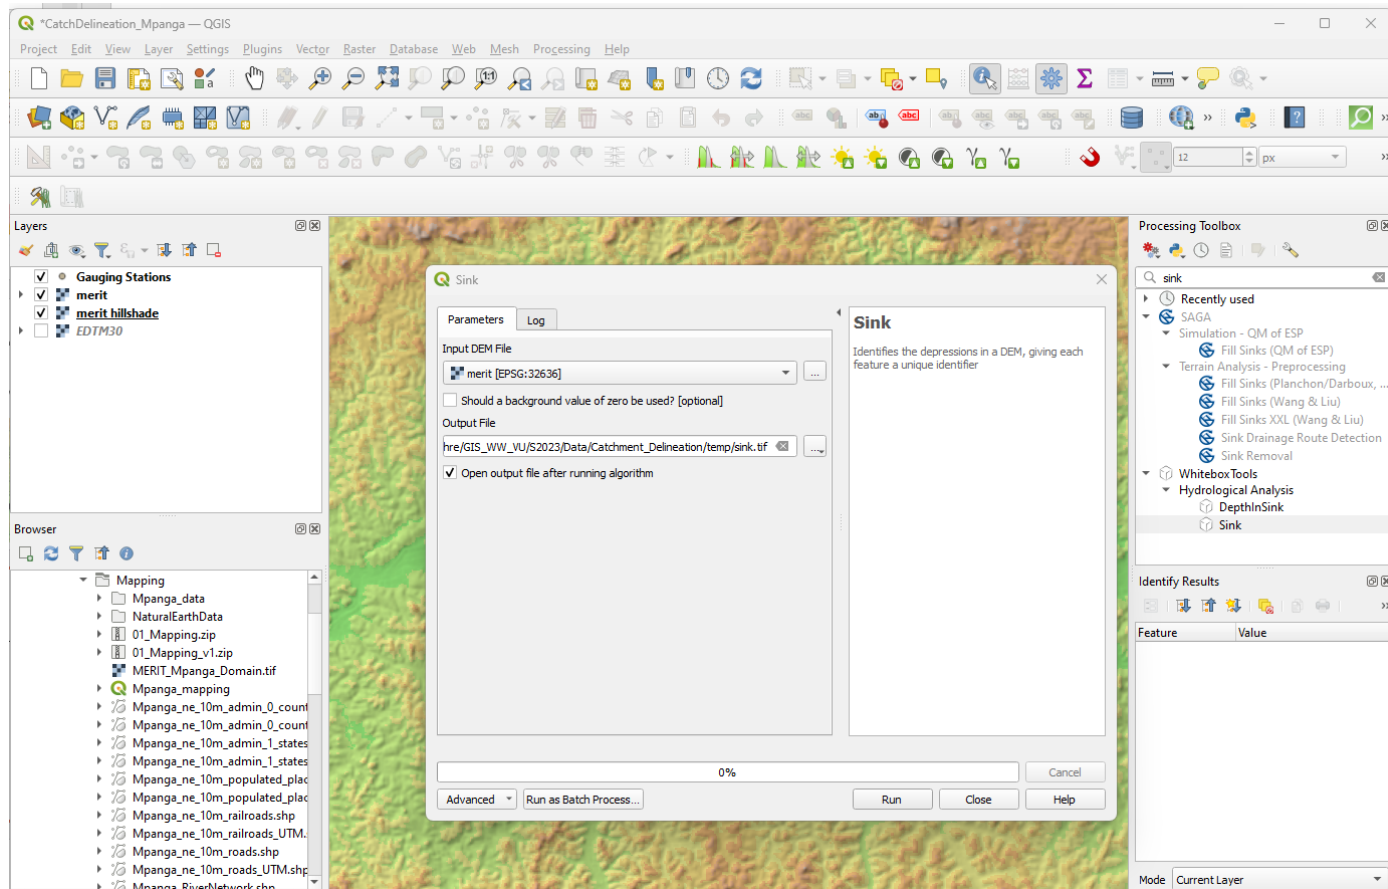 *CatchDelineation_Mpanga — QGIS
Project Edit View Layer Settings Plugins Vector Raster Database Web Mesh Processing Help
12 px
Layers
Gauging Stations
merit
merit hillshade
EDTM30
Browser
Mapping
Mpanga_data
NaturalEarthData
01_Mapping.zip
01_Mapping_v1.zip
MERIT_Mpanga_Domain.tif
Mpanga_mapping
Mpanga_ne_10m_admin_0_count
Mpanga_ne_10m_admin_0_count
Mpanga_ne_10m_admin_1_states
Mpanga_ne_10m_admin_1_states
Mpanga_ne_10m_populated_plac
Mpanga_ne_10m_populated_plac
Mpanga_ne_10m_railroads.shp
Mpanga_ne_10m_railroads_UTM.
Mpanga_ne_10m_roads.shp
Mpanga_ne_10m_roads_UTM.shp
Mpanga_RiverNetwork.shp
Sink
Parameters Log
Input DEM File
merit [EPSG:32636]
...
Should a background value of zero be used? [optional]
Output File
hre/GIS_WW_VU/S2023/Data/Catchment_Delineation/temp/sink.tif
...
Open output file after running algorithm
Sink
Identifies the depressions in a DEM, giving each
feature a unique identifier
0%
Cancel
Advanced Run as Batch Process... Run Close Help
Processing Toolbox
sink
Recently used
SAGA
Simulation - QM of ESP
Fill Sinks (QM of ESP)
Terrain Analysis - Preprocessing
Fill Sinks (Planchon/Darboux, ...
Fill Sinks (Wang & Liu)
Fill Sinks XXL (Wang & Liu)
Sink Drainage Route Detection
Sink Removal
WhiteboxTools
Hydrological Analysis
DepthInSink
Sink
Identify Results
Feature Value
Mode Current Layer